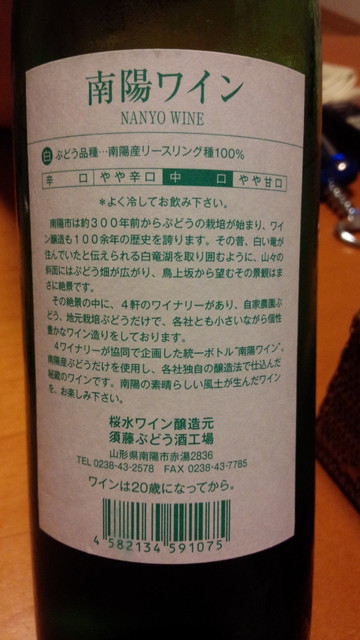 南陽ワイン
NANYO WINE
白 ぶどう品種…南陽産リースリング種100%
辛 口 やや辛口 中 口 やや甘口
*よく冷してお飲み下さい。
南陽市は約300年前からぶどうの栽培が始まり、ワイ
ン醸造も100余年の歴史を誇ります。その昔、白い竜が
住んでいたと伝えられる白竜湖を取り囲むように、山々の
斜面にはぶどう畑が広がり、鳥上坂から望むその景観はま
さに絶景です。
その絶景の中に、4軒のワイナリーがあり、自家農園ぶ
どう、地元栽培ぶどうだけで、各社とも小さいながら個性
豊かなワイン造りをしております。
4ワイナリーが協同で企画した統一ボトル"南陽ワイン"。
南陽産ぶどうだけを使用し、各社独自の醸造法で仕込んだ
秘蔵のワインです。南陽の素晴らしい風土が生んだワイン
を、お楽しみ下さい。
桜水ワイン醸造元
須藤ぶどう酒工場
山形県南陽市赤湯2836
TEL 0238-43-2578 FAX 0238-43-7785
ワインは20歳になってから。
4 582134 591075